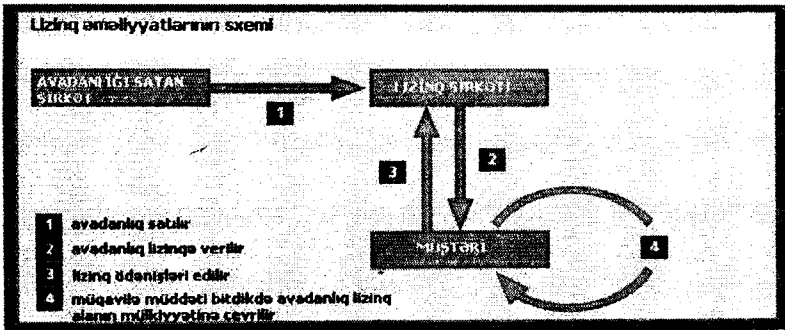 Lizinq əməliyyatlarının sxemi
AVADANLIĞI SATAN
ŞİRKƏT
LİZİNQ ŞİRKƏTİ
1
3
2
MÜŞTƏRİ
4
1 avadanlıq satılır
2 avadanlıq lizinqə verilir
3 lizinq ödənişləri edilir
4 müqavilə müddəti bitdikdə avadanlıq lizinq
alanın mülkiyyətinə çevrilir